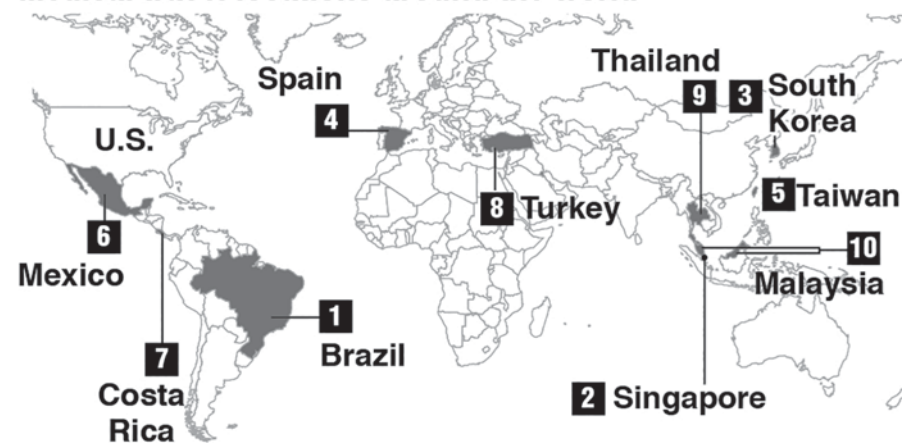 Spain
4
U.S.
6
Mexico
7
Costa
Rica
1
Brazil
8 Turkey
Thailand
9
3 South
Korea
5 Taiwan
10
Malaysia
2 Singapore